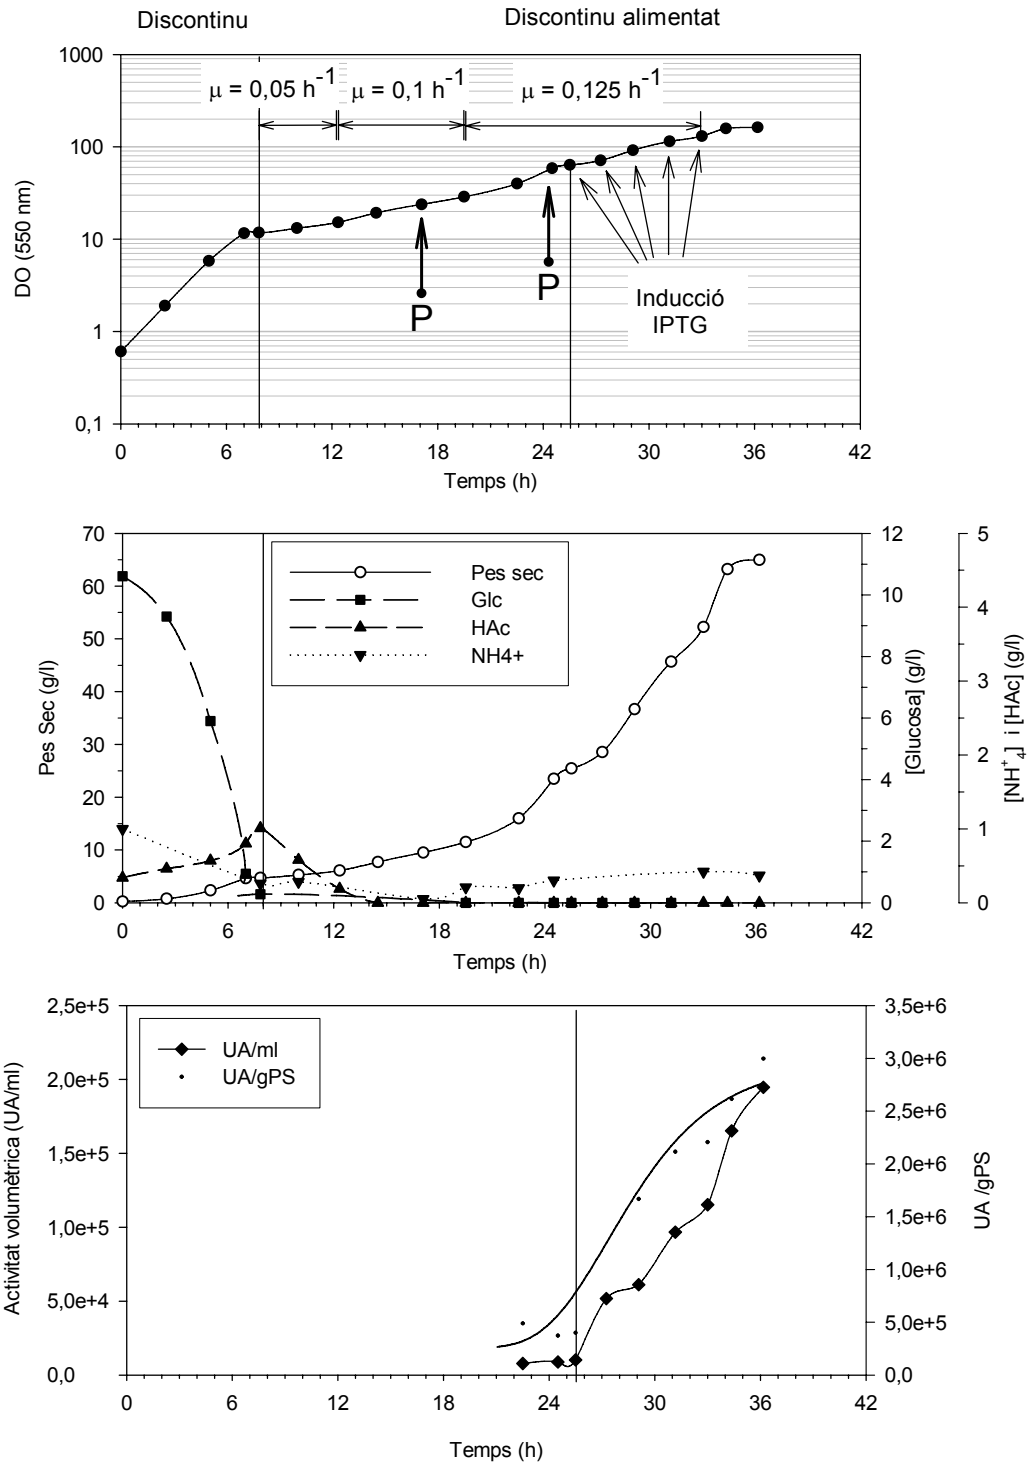 Discontinu
Discontinu alimentat
1000
100
10
1
0,1
DO (550 nm)
μ = 0,05 h-1
μ = 0,1 h-1
μ = 0,125 h-1
P
P
Inducció
IPTG
0 6 12 18 24 30 36 42
Temps (h)
70
60
50
40
30
20
10
0
Pes Sec (g/l)
Pes sec
Glc
HAc
NH4+
12
10
8
6
4
2
0
[Glucosa] (g/l)
5
4
3
2
1
0
[NH+4] i [HAc] (g/l)
0 6 12 18 24 30 36 42
Temps (h)
2,5e+5
2,0e+5
1,5e+5
1,0e+5
5,0e+4
0,0
Activitat volumètrica (UA/ml)
UA/ml
UA/gPS
3,5e+6
3,0e+6
2,5e+6
2,0e+6
1,5e+6
1,0e+6
5,0e+5
0,0
UA /gPS
0 6 12 18 24 30 36 42
Temps (h)